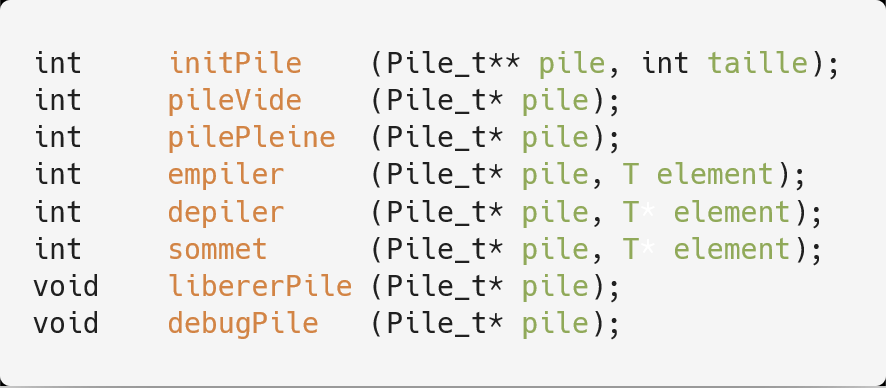 int     initPile    (Pile_t** pile, int taille);
int     pileVide    (Pile_t* pile);
int     pilePleine  (Pile_t* pile);
int     empiler     (Pile_t* pile, T element);
int     depiler     (Pile_t* pile, T* element);
int     sommet      (Pile_t* pile, T* element);
void    libererPile (Pile_t* pile);
void    debugPile   (Pile_t* pile);